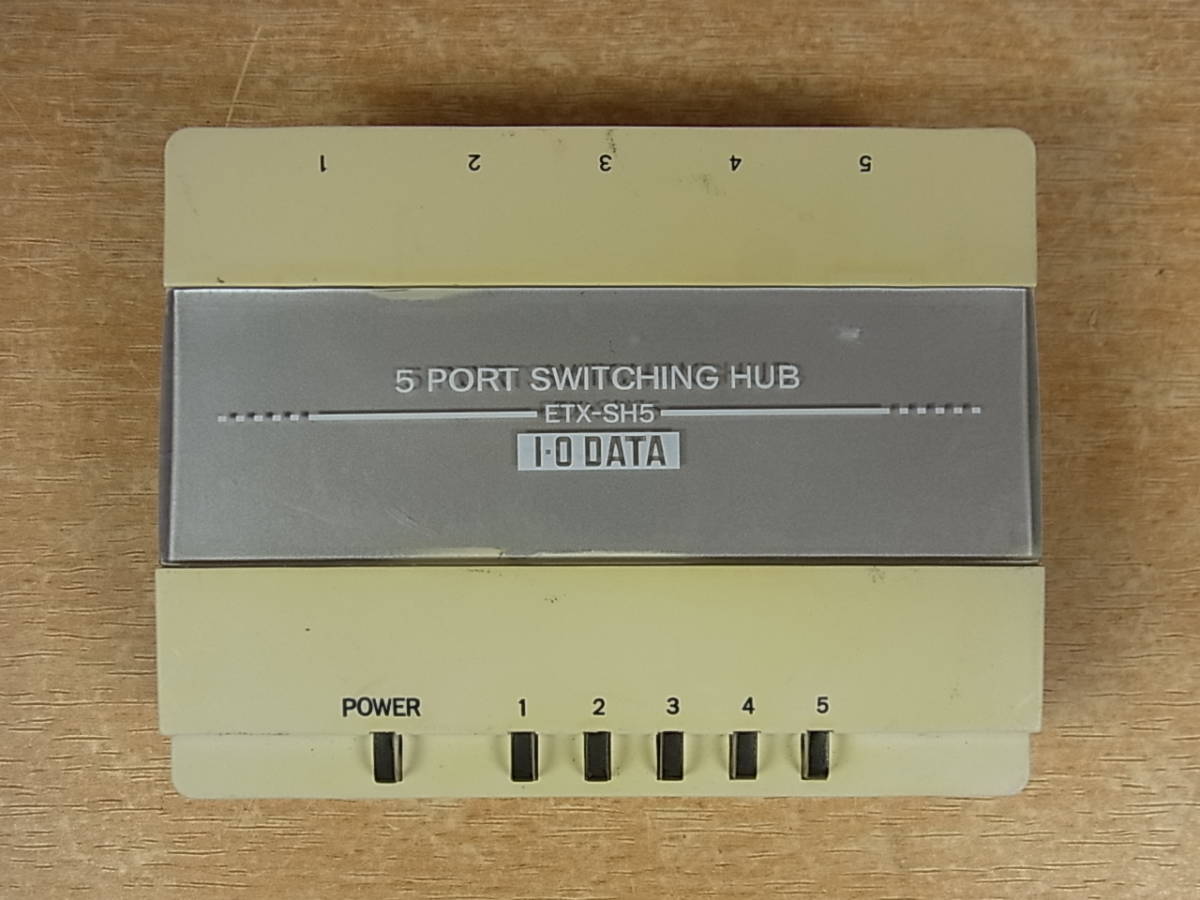 1 2 3 4 5
5 PORT SWITCHING HUB
ETX-SH5
I·O DATA
POWER 1 2 3 4 5